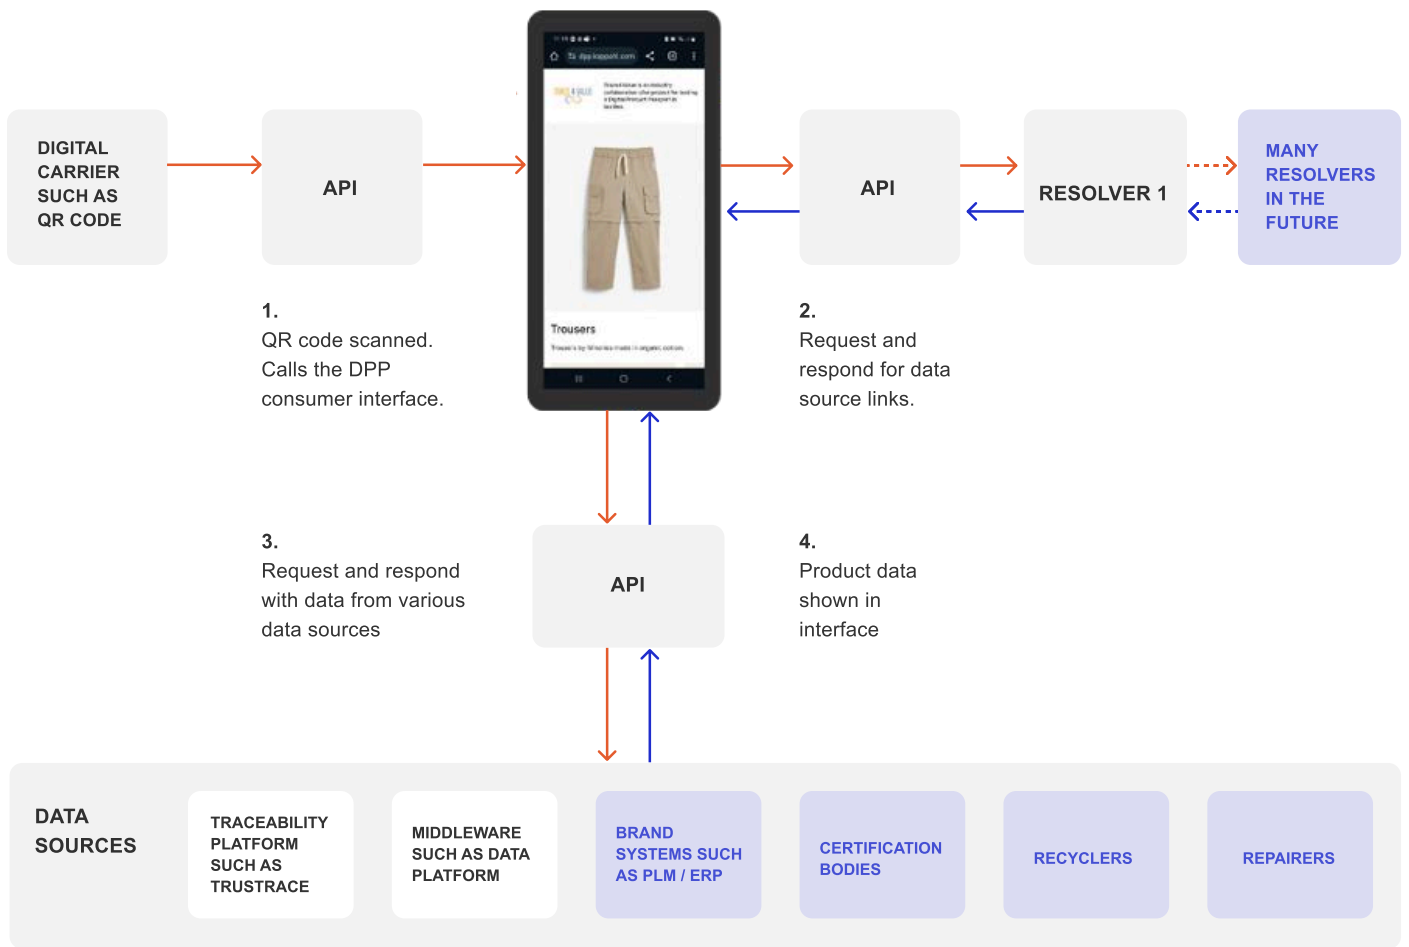 DIGITAL
CARRIER
SUCH AS
QR CODE
API
API
RESOLVER 1
MANY
RESOLVERS
IN THE
FUTURE
Trousers
1.
QR code scanned.
Calls the DPP
consumer interface.
2.
Request and
respond for data
source links.
3.
Request and respond
with data from various
data sources
API
4.
Product data
shown in
interface
DATA
SOURCES
TRACEABILITY
PLATFORM
SUCH AS
TRUSTRACE
MIDDLEWARE
SUCH AS DATA
PLATFORM
BRAND
SYSTEMS SUCH
AS PLM / ERP
CERTIFICATION
BODIES
RECYCLERS
REPAIRERS